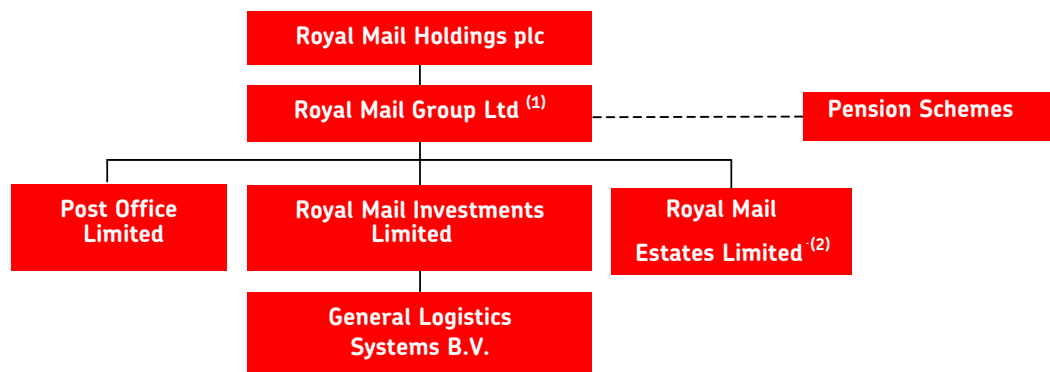 Royal Mail Holdings plc
Royal Mail Group Ltd (1)
Pension Schemes
Post Office
Limited
Royal Mail Investments
Limited
Royal Mail
Estates Limited (2)
General Logistics
Systems B.V.